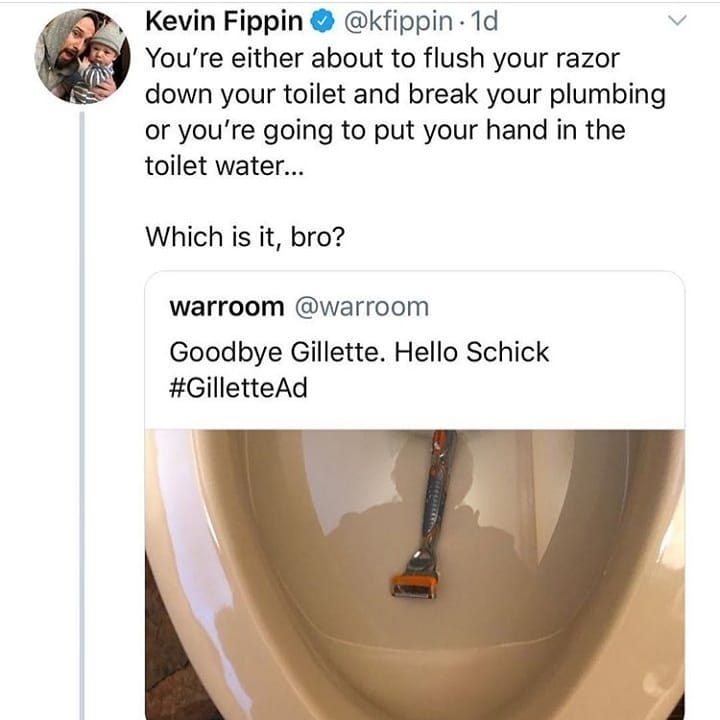 Kevin Fippin @kfippin · 1d
You’re either about to flush your razor
down your toilet and break your plumbing
or you’re going to put your hand in the
toilet water...
Which is it, bro?
warroom @warroom
Goodbye Gillette. Hello Schick
#GilletteAd